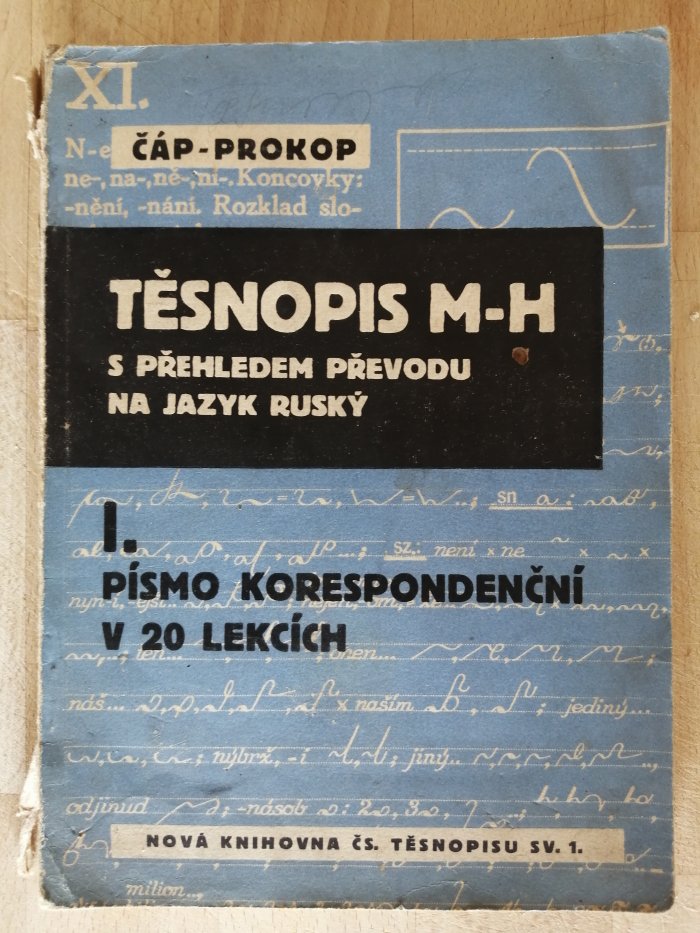 XI.
N-e
ČÁP-PROKOP
ne-, na-, ně-, ní-. Koncovky:
-nění, -nání. Rozklad slo-
TĚSNOPIS M-H
S PŘEHLEDEM PŘEVODU
NA JAZYK RUSKÝ
sn a:
I.
sz.: není × ne
PÍSMO KORESPONDENČNÍ
V 20 LEKCÍCH
náš... × naším jediný...
nýbrž, -i jiný..
odjinud -násob
NOVÁ KNIHOVNA ČS. TĚSNOPISU SV. 1.
milion..,